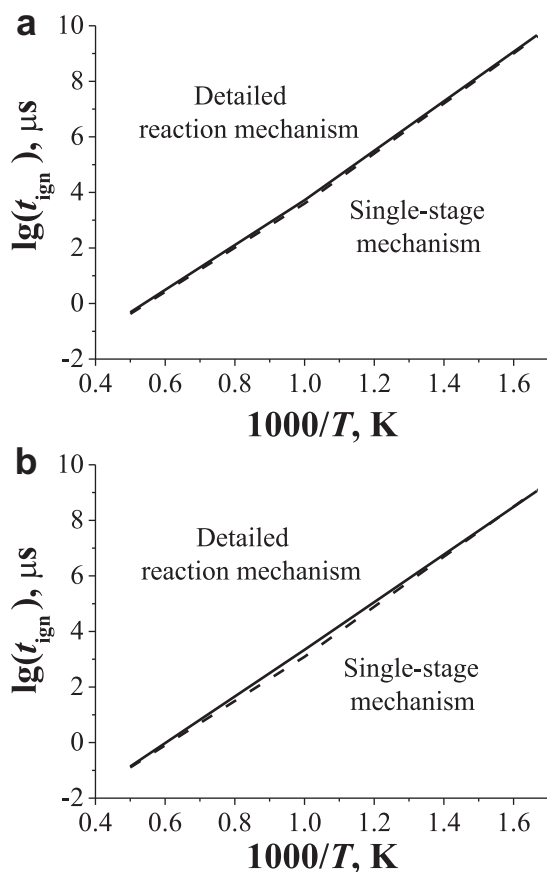 a
10
8
6
4
2
0
-2
lg(t_ign), μs
Detailed
reaction mechanism
Single-stage
mechanism
0.4 0.6 0.8 1.0 1.2 1.4 1.6
1000/T, K
b
10
8
6
4
2
0
-2
lg(t_ign), μs
Detailed
reaction mechanism
Single-stage
mechanism
0.4 0.6 0.8 1.0 1.2 1.4 1.6
1000/T, K